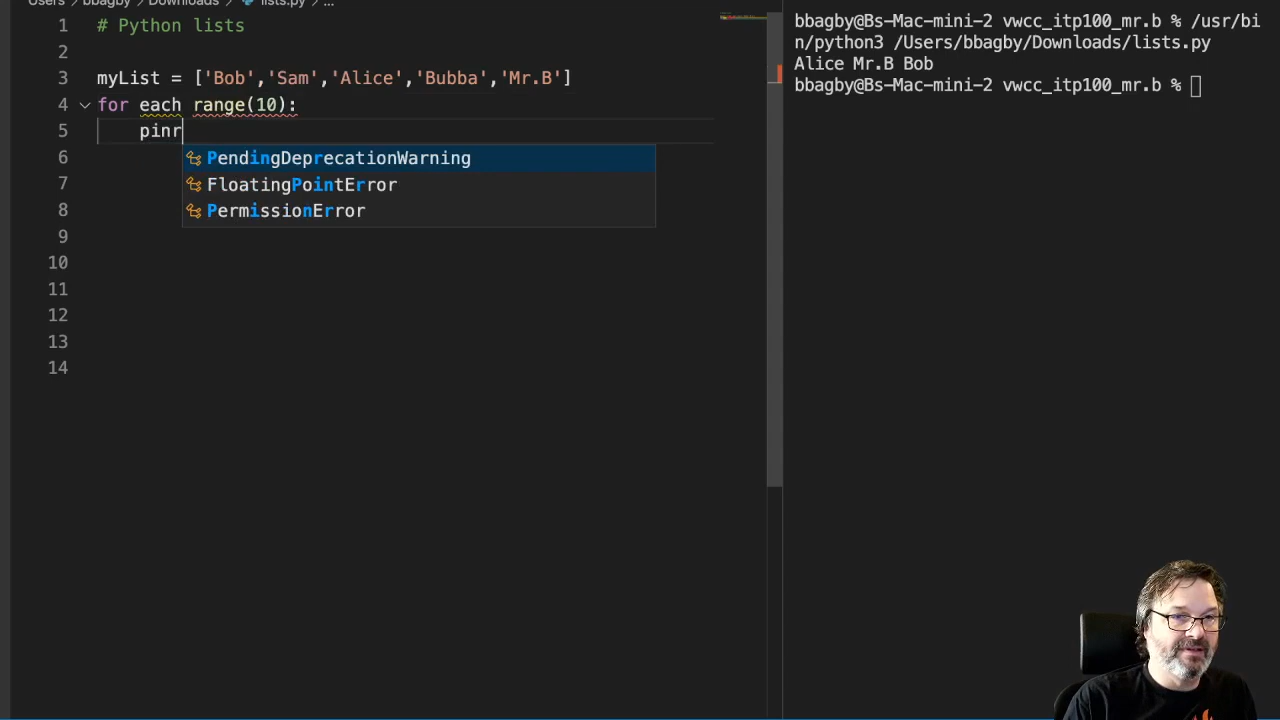 Users > bbagby > Downloads > lists.py > ...
1 # Python lists
2
3 myList = ['Bob','Sam','Alice','Bubba','Mr.B']
4 for each range(10):
5 pinr
6 PendingDeprecationWarning
7 FloatingPointError
8 PermissionError
9
10
11
12
13
14
bbagby@Bs-Mac-mini-2 vwcc_itp100_mr.b % /usr/bi
n/python3 /Users/bbagby/Downloads/lists.py
Alice Mr.B Bob
bbagby@Bs-Mac-mini-2 vwcc_itp100_mr.b %